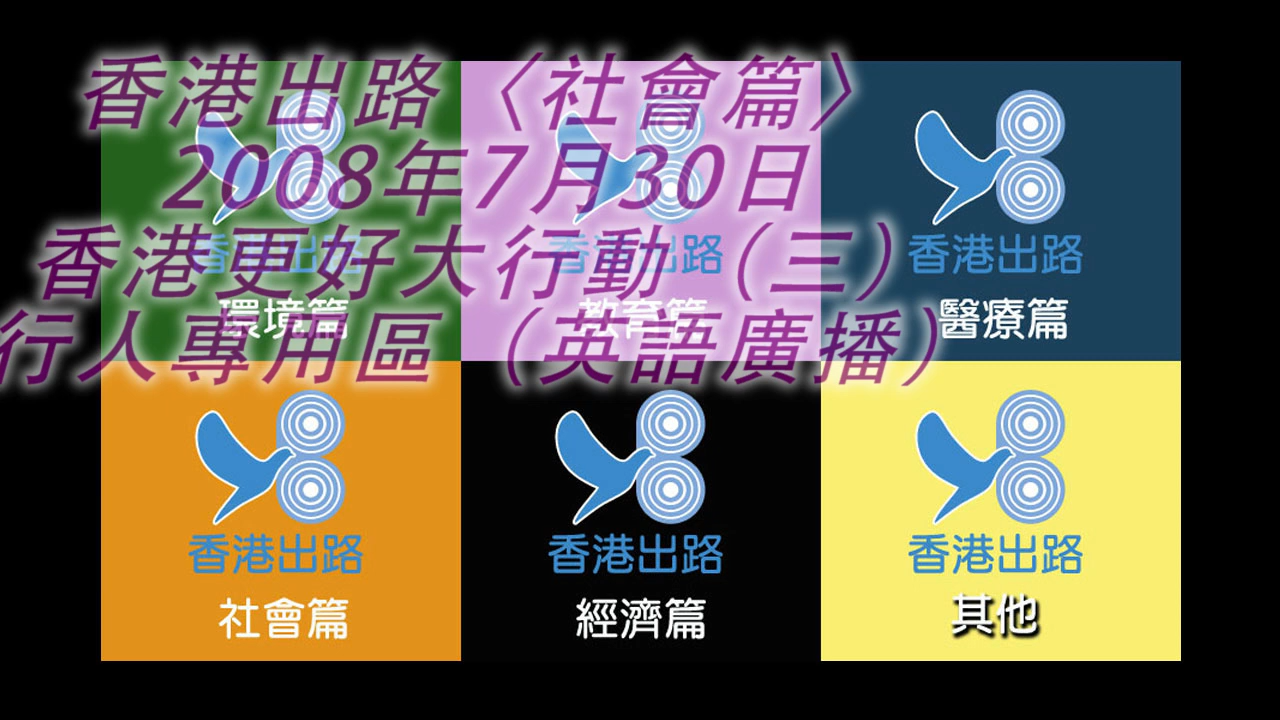 香港出路〈社會篇〉
2008年7月30日
香港更好大行動（三）
行人專用區（英語廣播）
香港出路
環境篇
香港出路
教育篇
香港出路
醫療篇
香港出路
社會篇
香港出路
經濟篇
香港出路
其他